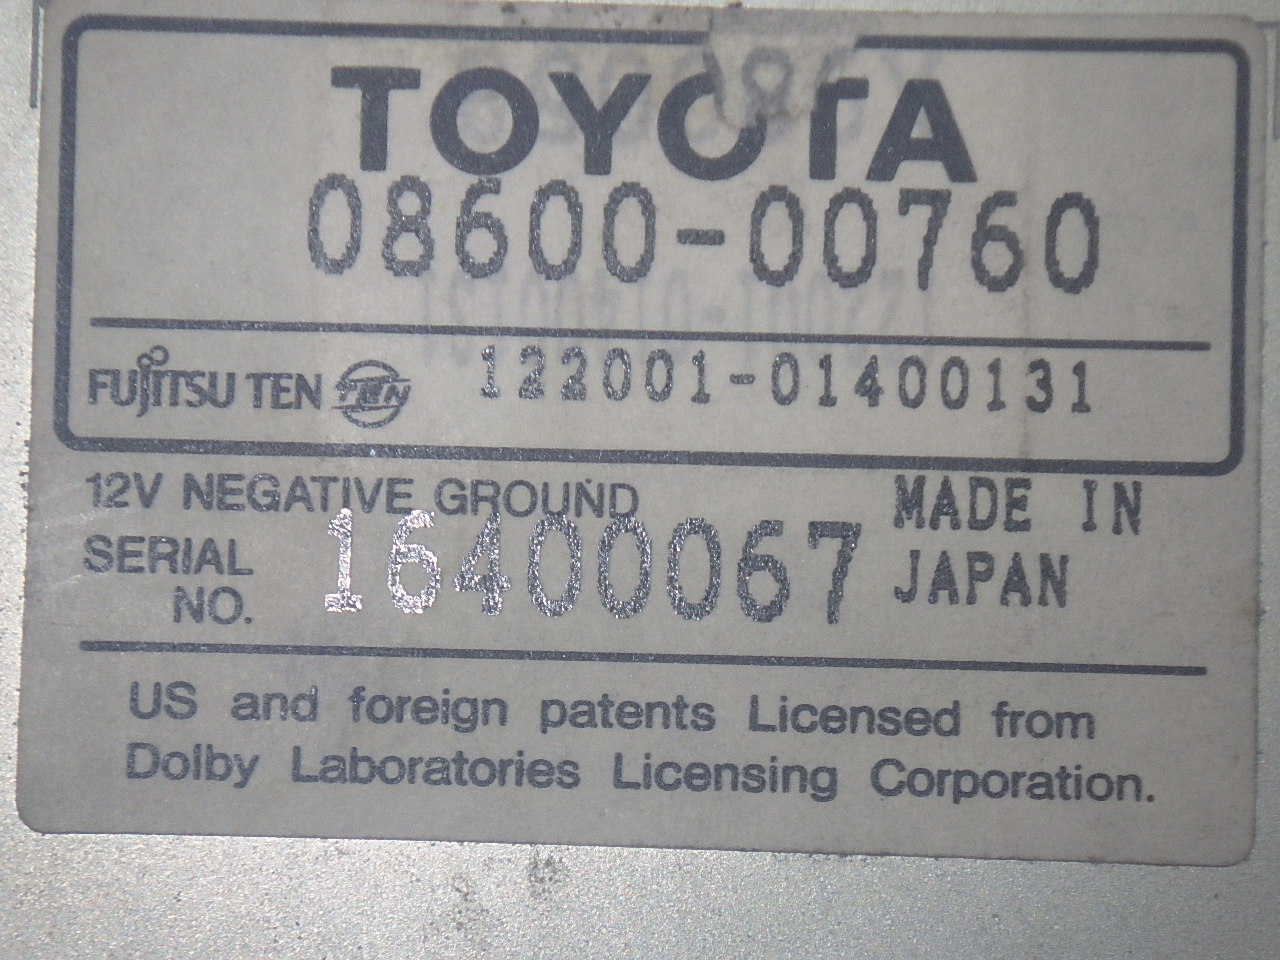 TOYOTA
08600-00760
FUJITSU TEN TEN 122001-01400131
12V NEGATIVE GROUND
SERIAL NO. 16400067
MADE IN JAPAN
US and foreign patents Licensed from
Dolby Laboratories Licensing Corporation.